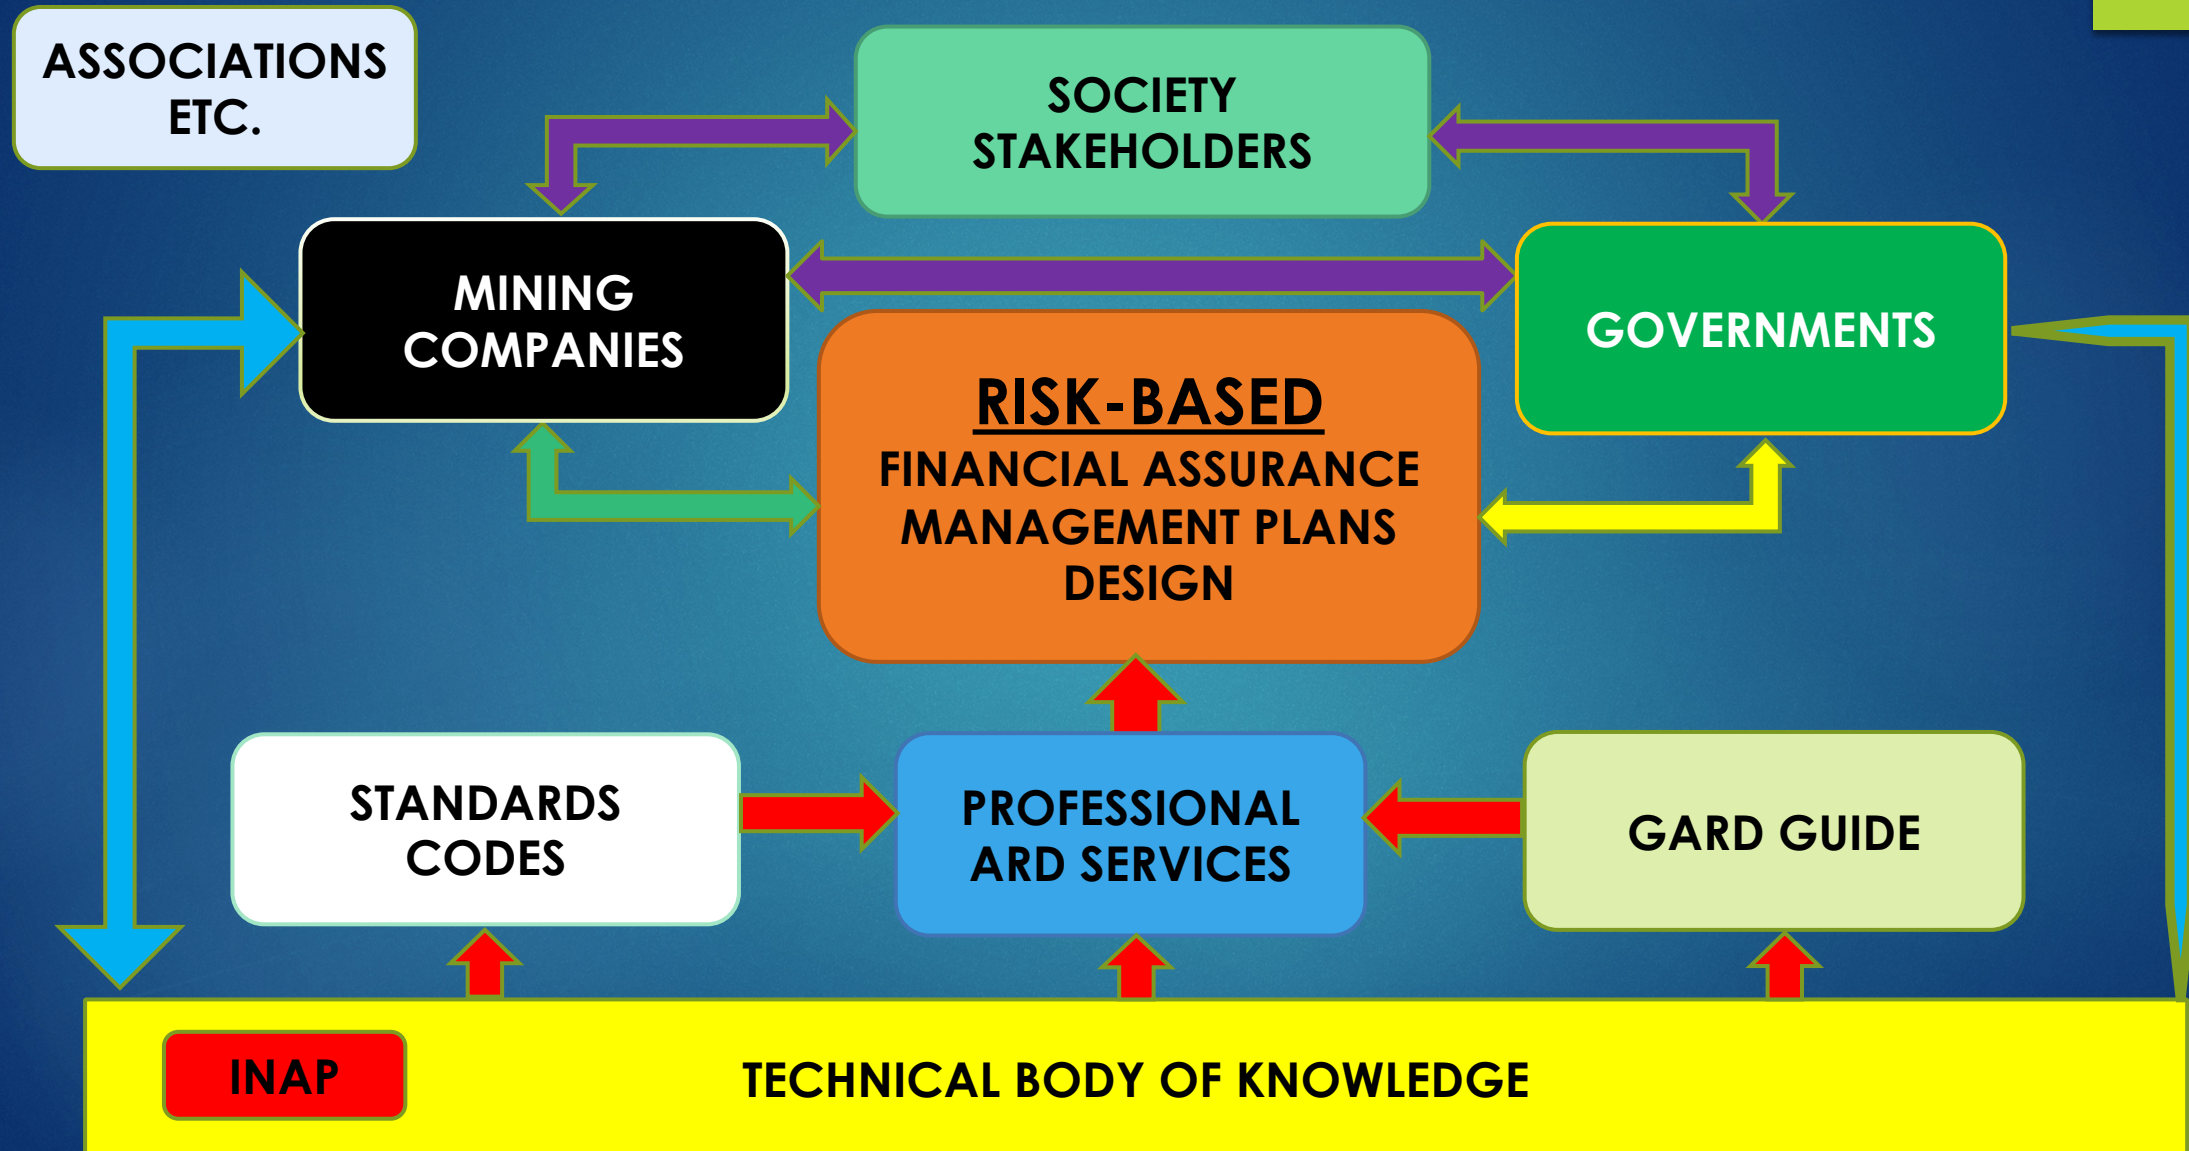 ASSOCIATIONS
ETC.
SOCIETY
STAKEHOLDERS
MINING
COMPANIES
GOVERNMENTS
RISK-BASED
FINANCIAL ASSURANCE
MANAGEMENT PLANS
DESIGN
STANDARDS
CODES
PROFESSIONAL
ARD SERVICES
GARD GUIDE
INAP
TECHNICAL BODY OF KNOWLEDGE